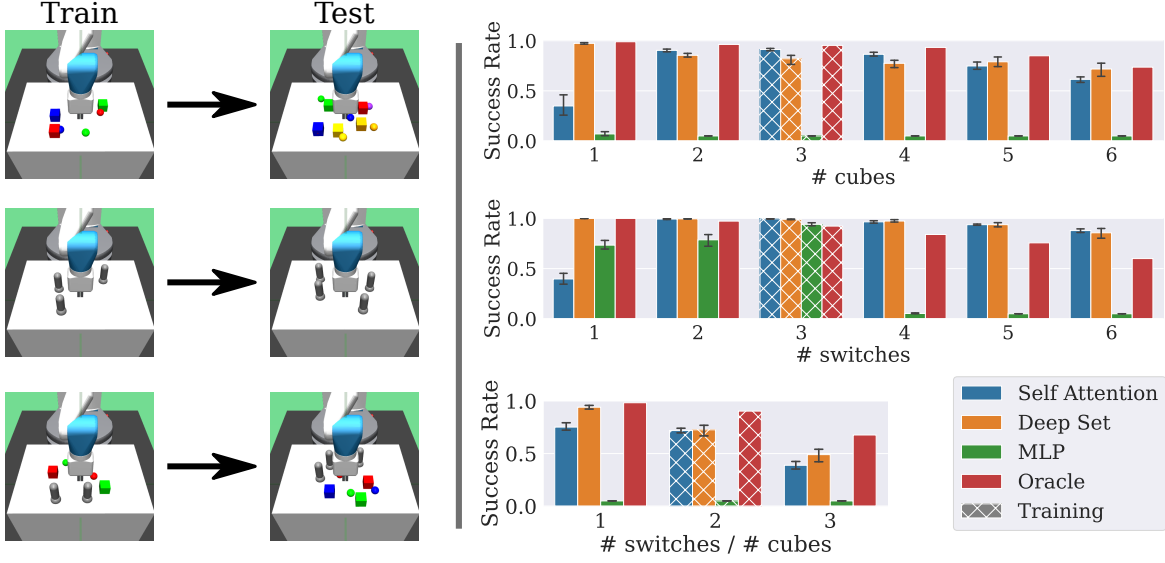 Train
Test
Success Rate
1.0
0.5
0.0
1 2 3 4 5 6
# cubes
Success Rate
1.0
0.5
0.0
1 2 3 4 5 6
# switches
Success Rate
1.0
0.5
0.0
1 2 3
# switches / # cubes
Self Attention
Deep Set
MLP
Oracle
Training